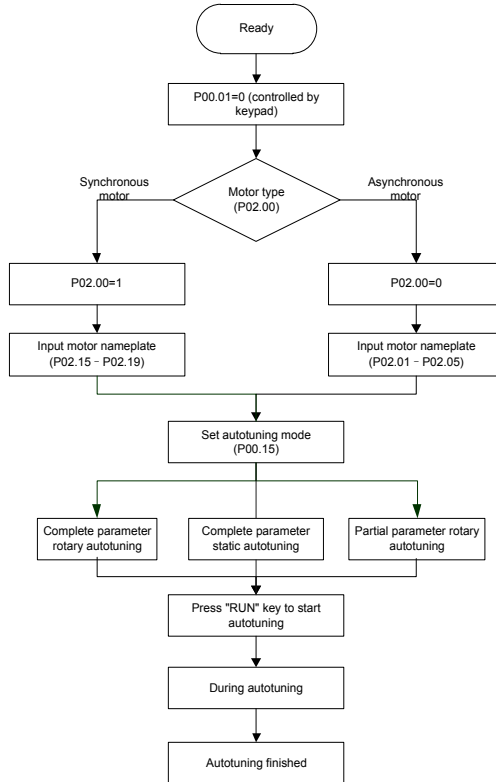 Ready
P00.01=0 (controlled by
keypad)
Synchronous
motor
Motor type
(P02.00)
Asynchronous
motor
P02.00=1
P02.00=0
Input motor nameplate
(P02.15﹣P02.19)
Input motor nameplate
(P02.01﹣P02.05)
Set autotuning mode
(P00.15)
Complete parameter
rotary autotuning
Complete parameter
static autotuning
Partial parameter rotary
autotuning
Press "RUN" key to start
autotuning
During autotuning
Autotuning finished